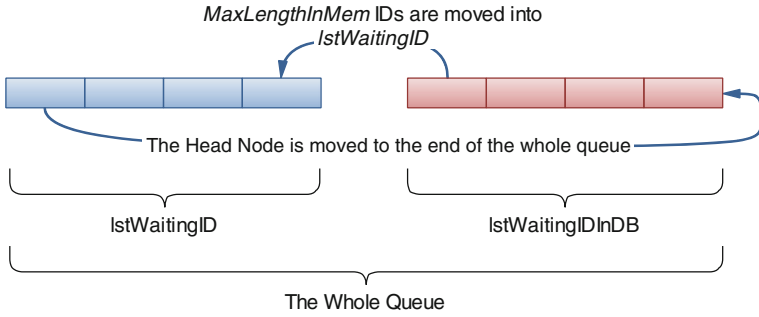 MaxLengthInMem IDs are moved into
lstWaitingID
The Head Node is moved to the end of the whole queue
lstWaitingID
lstWaitingIDInDB
The Whole Queue